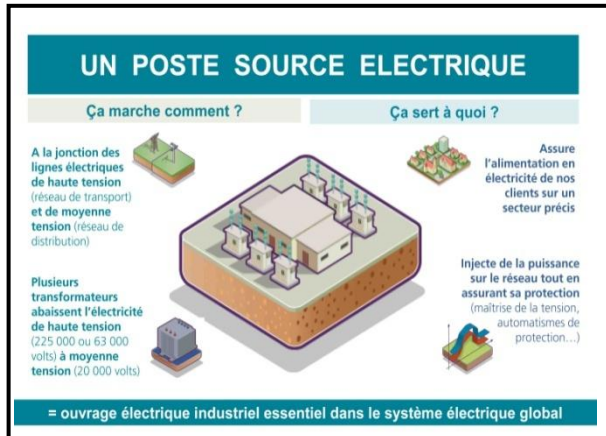 UN POSTE SOURCE ELECTRIQUE
Ça marche comment ?
A la jonction des
lignes électriques
de haute tension
(réseau de transport)
et de moyenne
tension (réseau de
distribution)
Plusieurs
transformateurs
abaissent l'électricité
de haute tension
(225 000 ou 63 000
volts) à moyenne
tension (20 000 volts)
Ça sert à quoi ?
Assure
l'alimentation en
électricité de nos
clients sur un
secteur précis
Injecte de la puissance
sur le réseau tout en
assurant sa protection
(maîtrise de la tension,
automatismes de
protection...)
= ouvrage électrique industriel essentiel dans le système électrique global